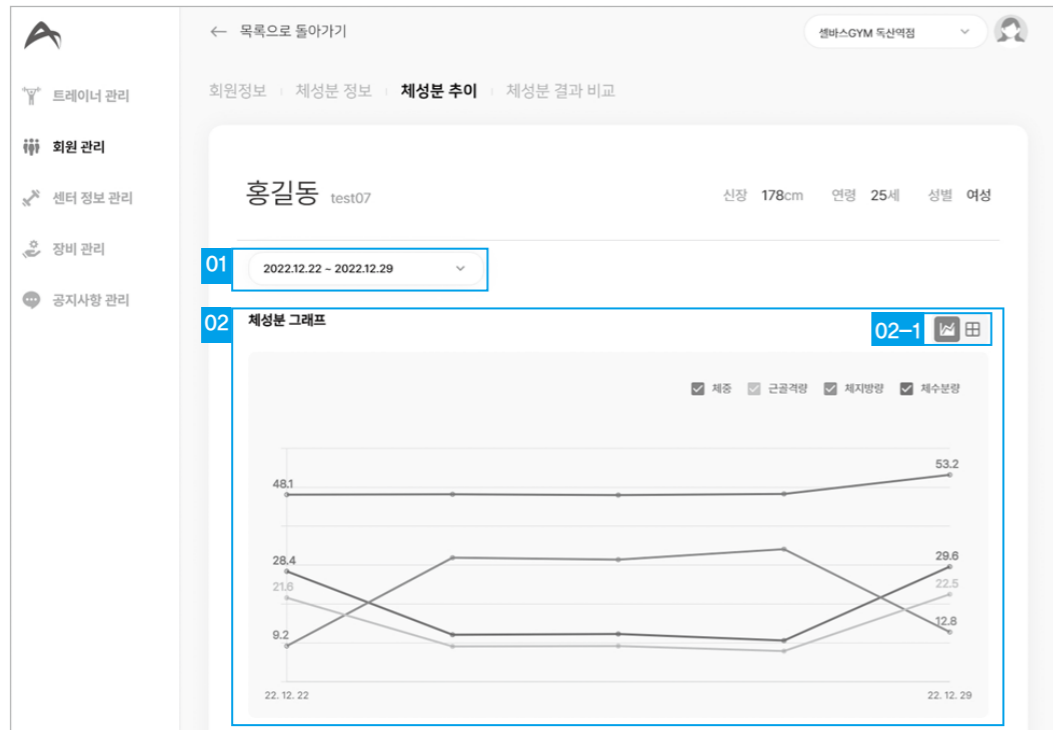 목록으로 돌아가기
셀바스GYM 독산역점
트레이너 관리
회원 관리
센터 정보 관리
장비 관리
공지사항 관리
회원정보 체성분 정보 체성분 추이 체성분 결과 비교
홍길동 test07
신장 178cm 연령 25세 성별 여성
01
2022.12.22 ~ 2022.12.29
02
체성분 그래프
02-1
체중 근골격량 체지방량 체수분량
48.1
53.2
28.4
29.6
21.6
22.5
9.2
12.8
22. 12. 22
22. 12. 29